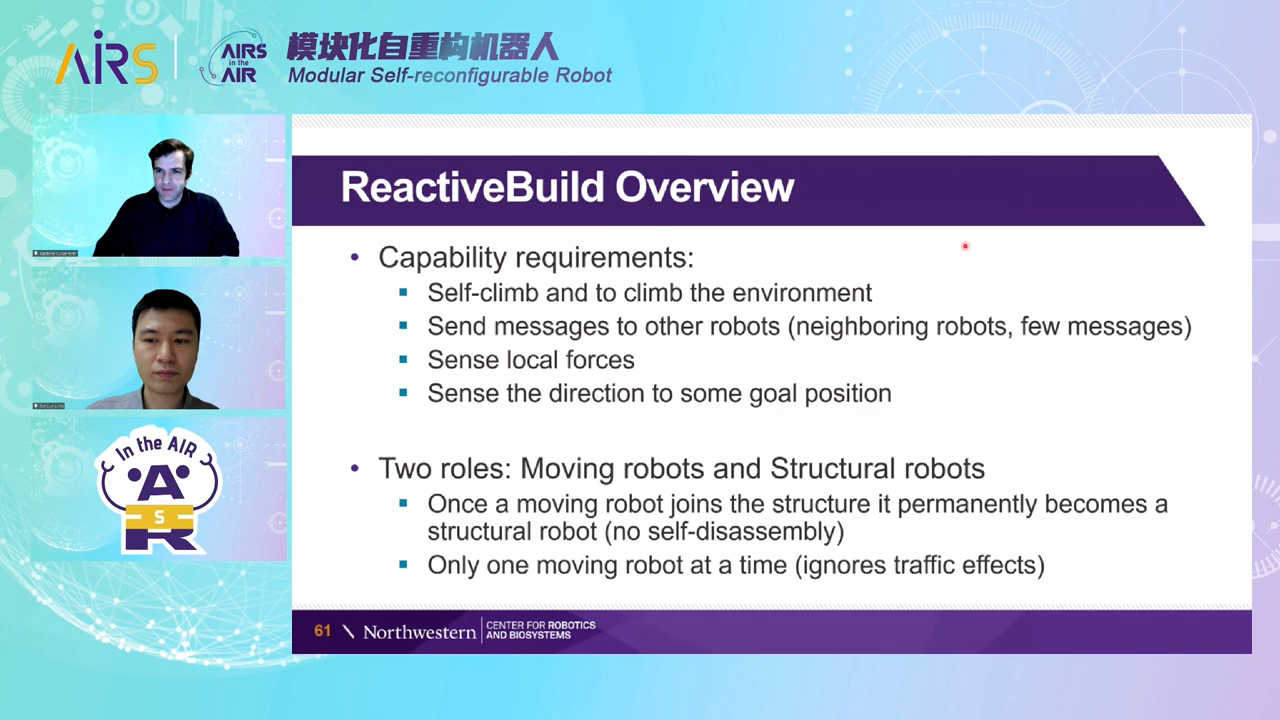 AIRS
AIRS
in the
AIR
模块化自重构机器人
Modular Self-reconfigurable Robot
ReactiveBuild Overview
• Capability requirements:
▪ Self-climb and to climb the environment
▪ Send messages to other robots (neighboring robots, few messages)
▪ Sense local forces
▪ Sense the direction to some goal position
• Two roles: Moving robots and Structural robots
▪ Once a moving robot joins the structure it permanently becomes a
structural robot (no self-disassembly)
▪ Only one moving robot at a time (ignores traffic effects)
In the AIR
A
S
R
61
Northwestern
CENTER FOR ROBOTICS
AND BIOSYSTEMS